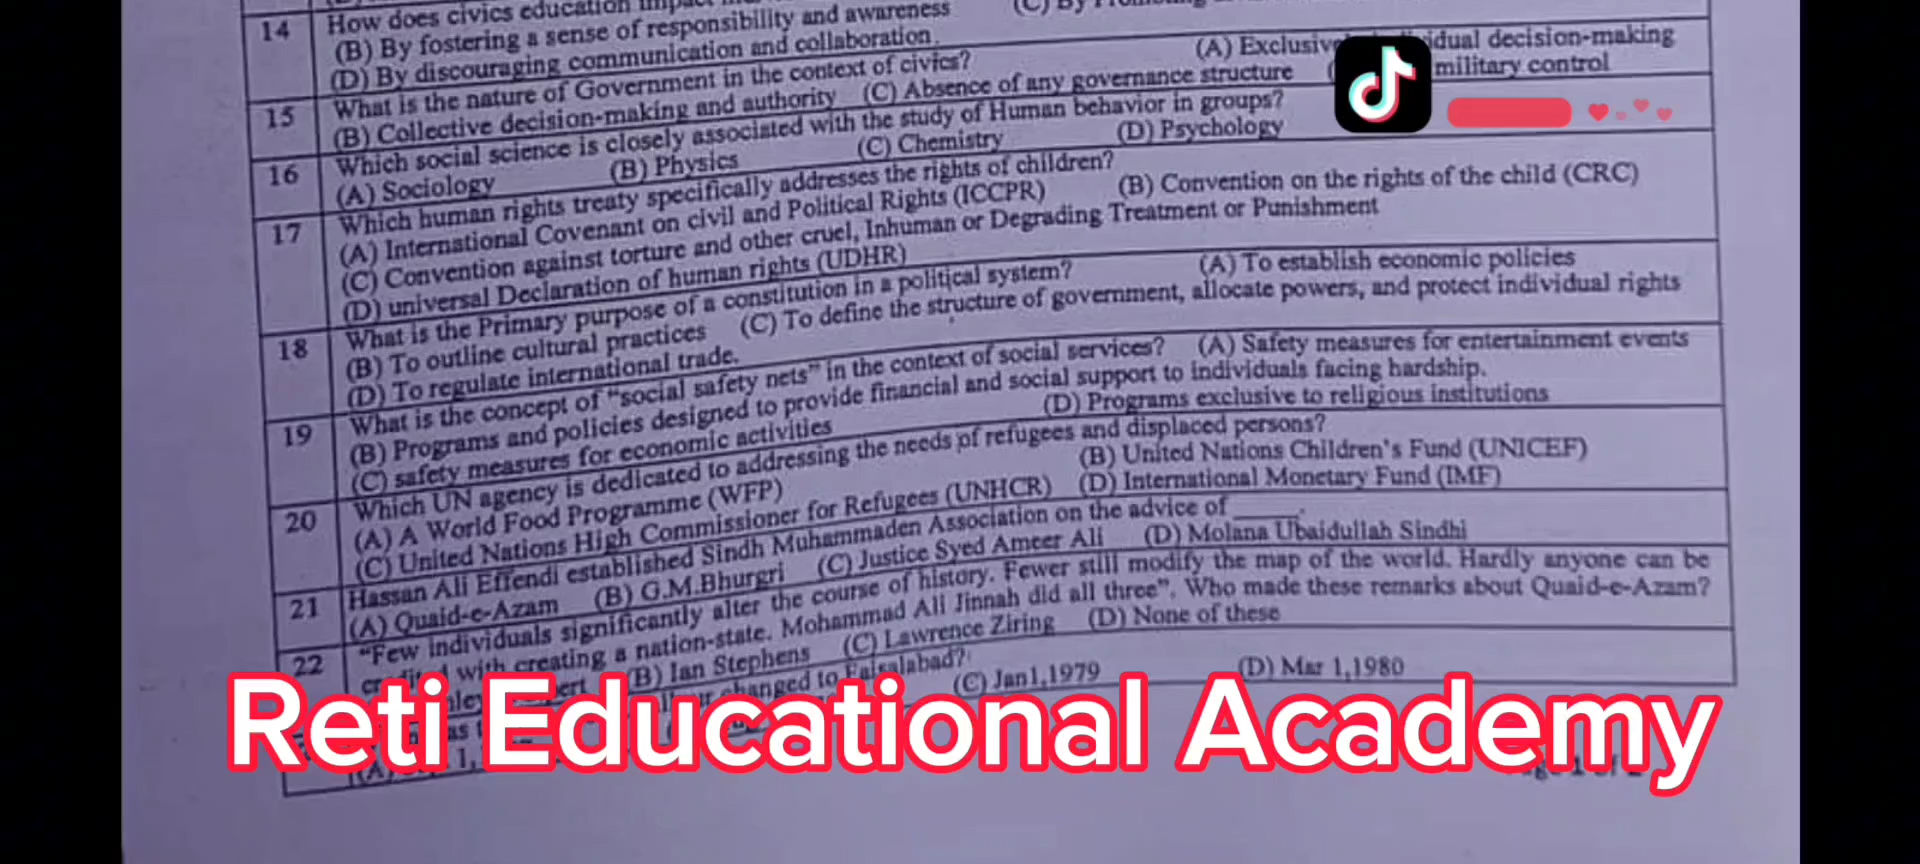 14 How does civics education
(B) By fostering a sense of responsibility and awareness (C) By
(D) By discouraging communication and collaboration
15 What is the nature of Government in the context of civics? (A) decision-making
(B) Collective decision-making and authority (C) Absence of any governance structure military control
16 Which social science is closely associated with the study of Human behavior in groups?
(A) Sociology (B) Physics (C) Chemistry (D) Psychology
17 Which human rights treaty specifically addresses the rights of children?
(A) International Covenant on civil and Political Rights (ICCPR) (B) Convention on the rights of the child (CRC)
(C) Convention against torture and other cruel, Inhuman or Degrading Treatment or Punishment
(D) universal Declaration of human rights (UDHR)
18 What is the Primary purpose of a constitution in a political system? (A) To establish economic policies
(B) To outline cultural practices (C) To define the structure of government, allocate powers, and protect individual rights
(D) To regulate international trade.
19 What is the concept of "social safety nets" in the context of social services? (A) Safety measures for entertainment events
(B) Programs and policies designed to provide financial and social support to individuals facing hardship.
(C) safety measures for economic activities (D) Programs exclusive to religious institutions
20 Which UN agency is dedicated to addressing the needs of refugees and displaced persons?
(A) A World Food Programme (WFP) (B) United Nations Children's Fund (UNICEF)
(C) United Nations High Commissioner for Refugees (UNHCR) (D) International Monetary Fund (IMF)
21 Hassan Ali Effendi established Sindh Muhammaden Association on the advice of ______.
(A) Quaid-e-Azam (B) G.M.Bhurgri (C) Justice Syed Ameer Ali (D) Molana Ubaidullah Sindhi
22 "Few individuals significantly alter the course of history. Fewer still modify the map of the world. Hardly anyone can be
with creating a nation-state. Mohammad Ali Jinnah did all three". Who made these remarks about Quaid-e-Azam?
(B) Ian Stephens (C) Lawrence Ziring (D) None of these
changed to Faisalabad?
(A) (C) Jan1,1979 (D) Mar 1,1980
Reti Educational Academy